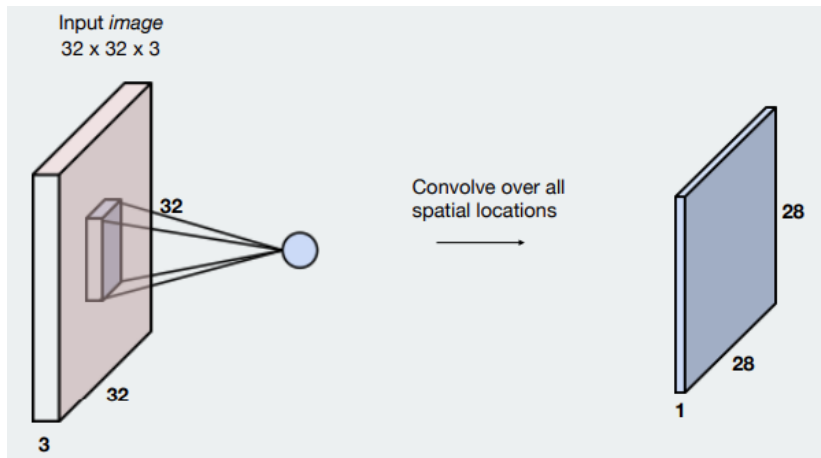 Input image
32 x 32 x 3
32
32
3
Convolve over all
spatial locations
28
28
1